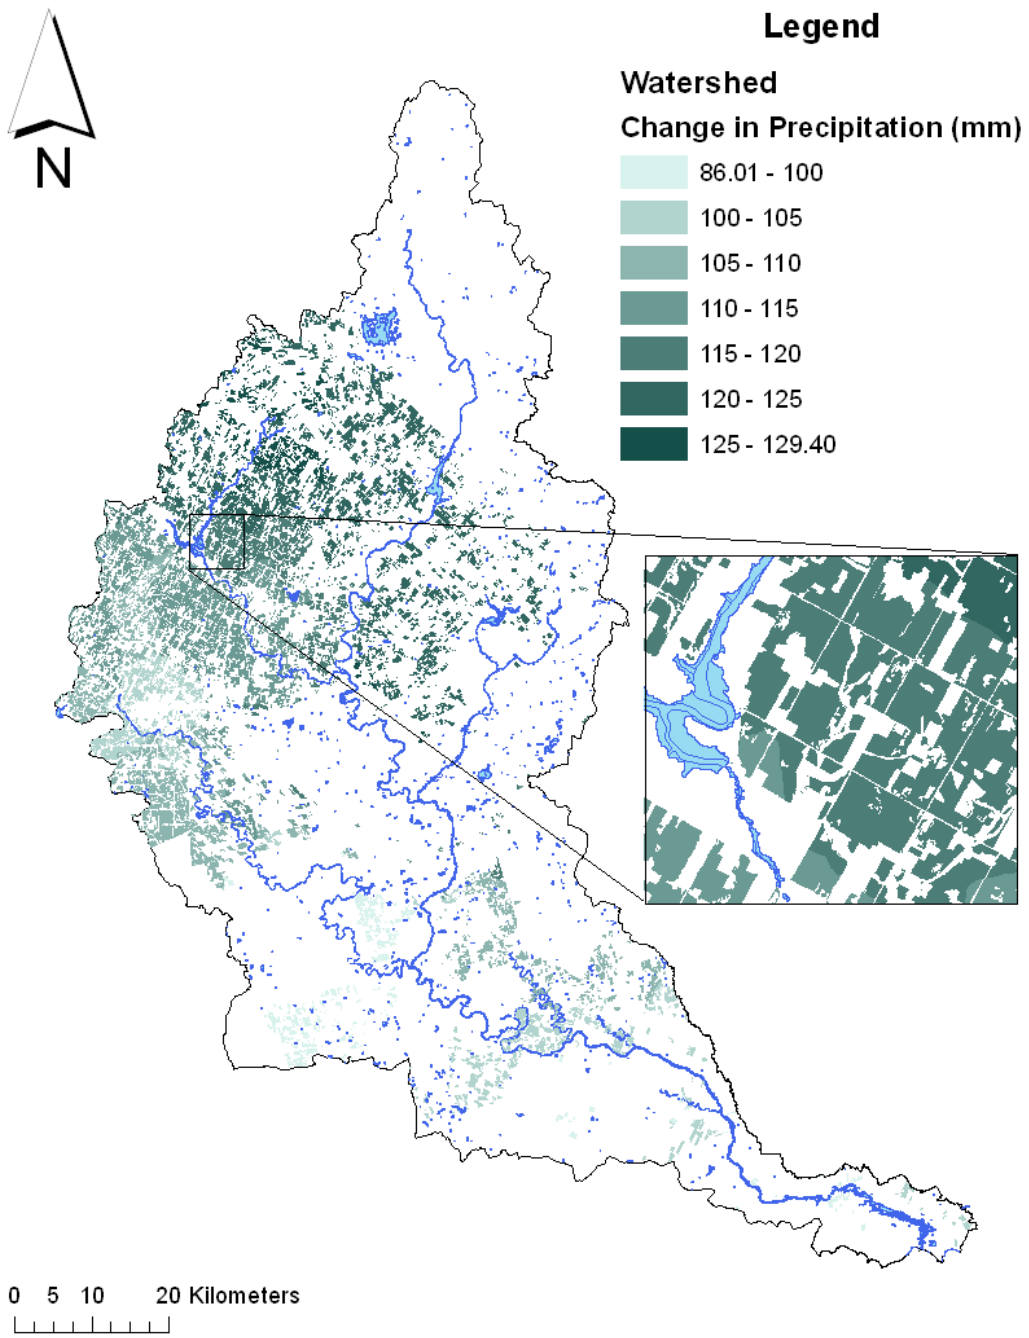 Legend
Watershed
Change in Precipitation (mm)
86.01 - 100
100 - 105
105 - 110
110 - 115
115 - 120
120 - 125
125 - 129.40
N
0 5 10 20 Kilometers